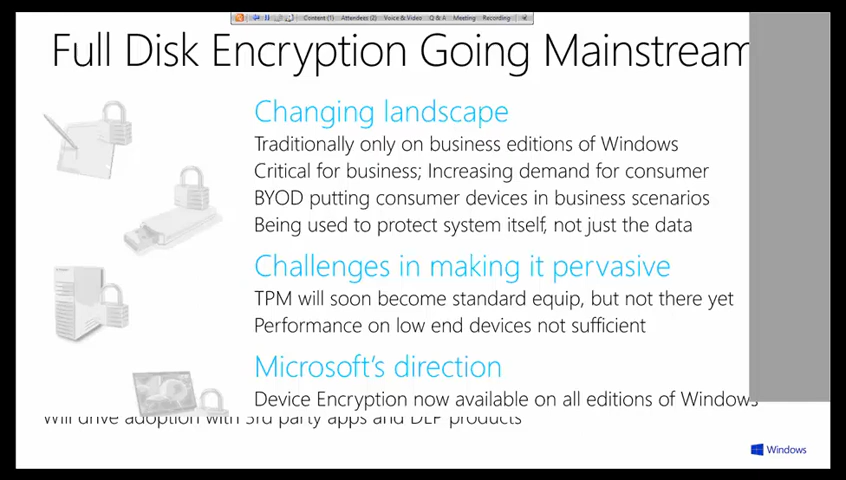 Content (1) Attendees (2) Voice & Video Q & A Meeting Recording
Full Disk Encryption Going Mainstream
Changing landscape
Traditionally only on business editions of Windows
Critical for business; Increasing demand for consumer
BYOD putting consumer devices in business scenarios
Being used to protect system itself, not just the data
Challenges in making it pervasive
TPM will soon become standard equip, but not there yet
Performance on low end devices not sufficient
Microsoft's direction
Device Encryption now available on all editions of Windows
Will drive adoption with 3rd party apps and DLP products
Windows